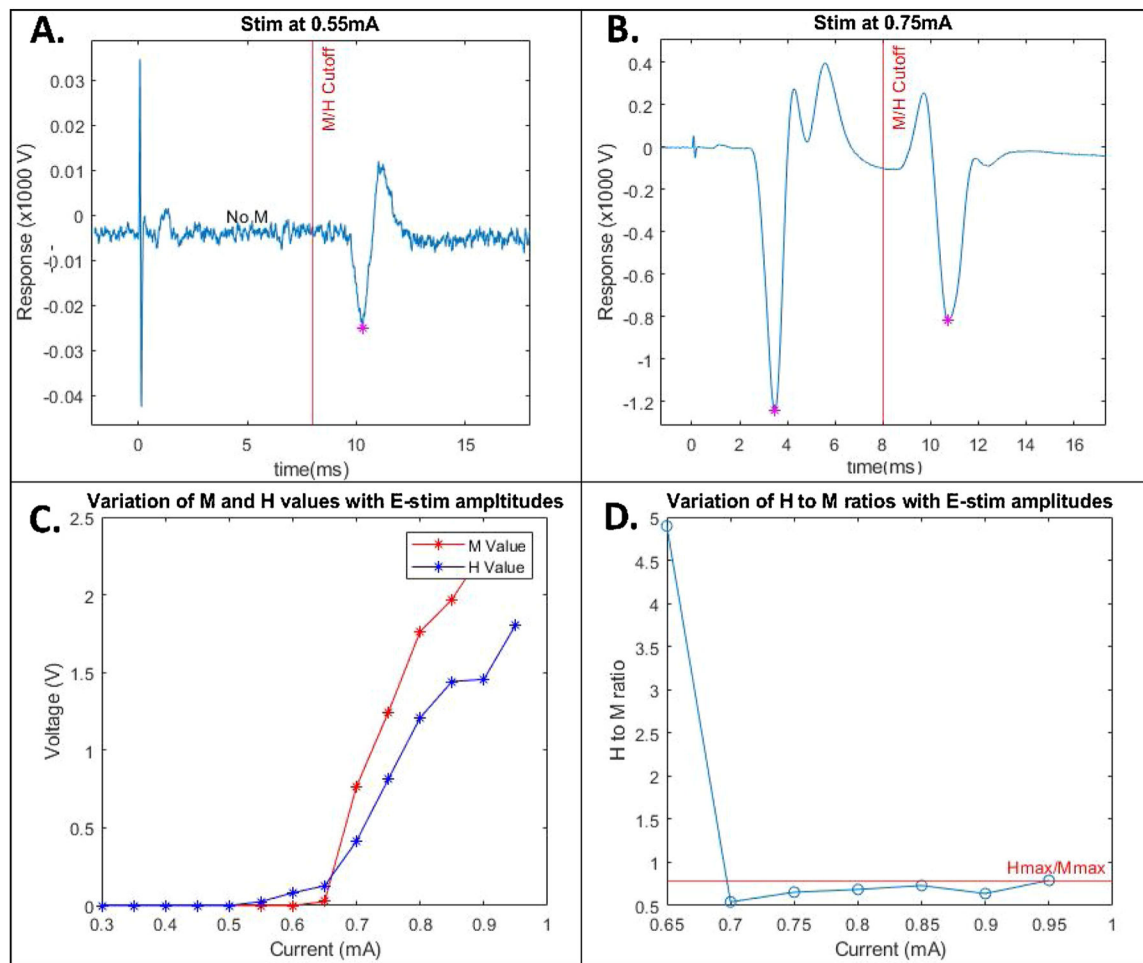 A.
Stim at 0.55mA
0.03
0.02
0.01
0
-0.01
-0.02
-0.03
-0.04
Response (x1000 V)
No M
M/H Cutoff
0
5
10
15
time(ms)
B.
Stim at 0.75mA
0.4
0.2
0
-0.2
-0.4
-0.6
-0.8
-1
-1.2
Response (x1000 V)
M/H Cutoff
0
2
4
6
8
10
12
14
16
time(ms)
C.
Variation of M and H values with E-stim ampltitudes
2.5
2
1.5
1
0.5
0
Voltage (V)
M Value
H Value
0.3
0.4
0.5
0.6
0.7
0.8
0.9
1
Current (mA)
D.
Variation of H to M ratios with E-stim amplitudes
5
4.5
4
3.5
3
2.5
2
1.5
1
0.5
H to M ratio
Hmax/Mmax
0.65
0.7
0.75
0.8
0.85
0.9
0.95
1
Current (mA)